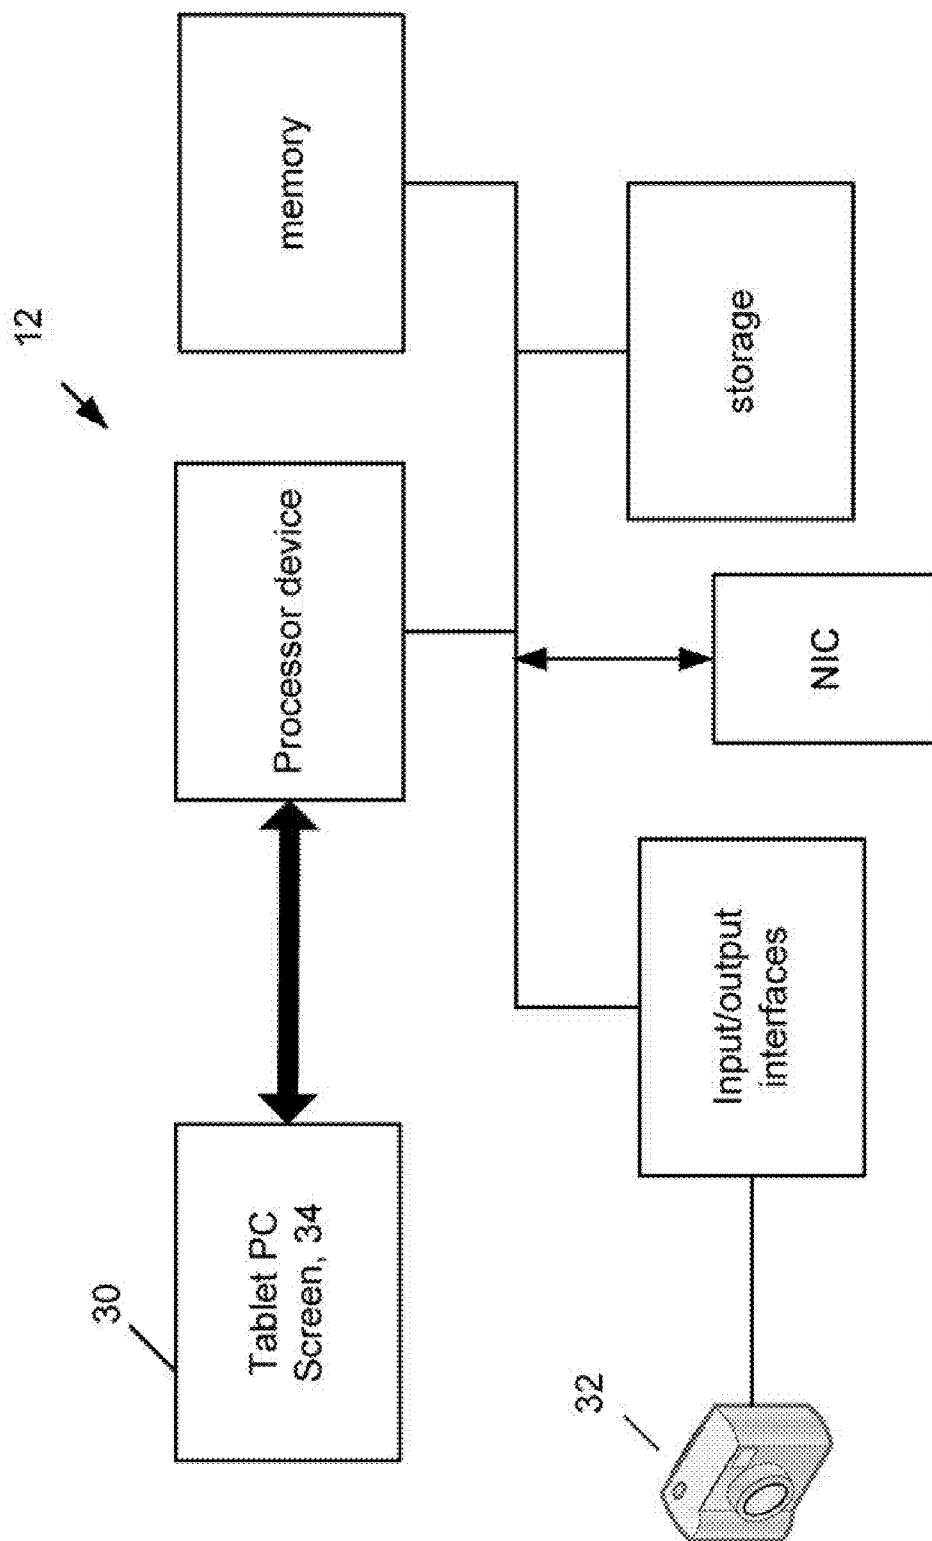 12
30
Tablet PC
Screen, 34
Processor device
memory
32
Input/output
interfaces
NIC
storage